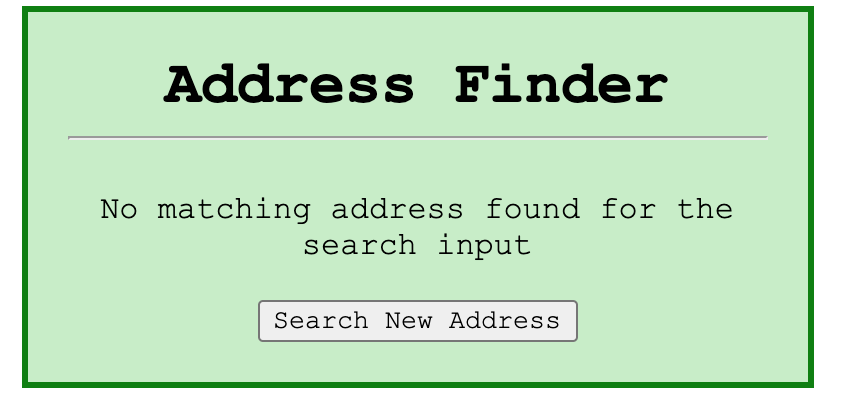 Address Finder
No matching address found for the
search input
Search New Address